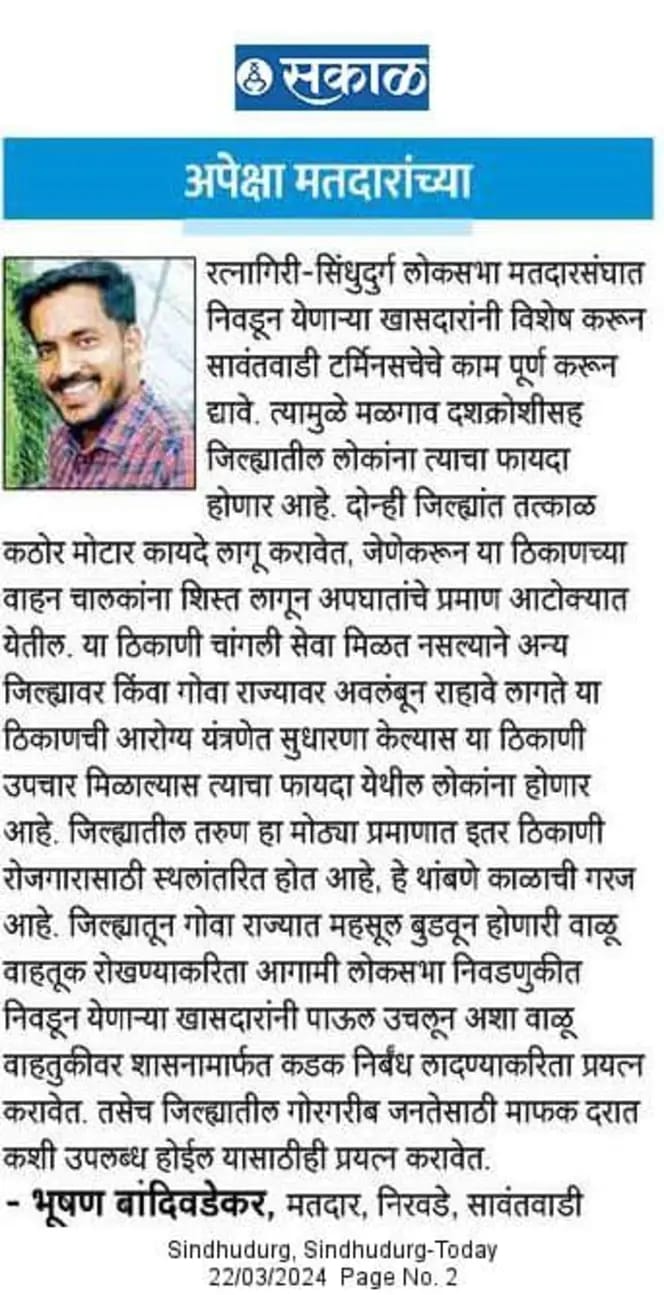 सकाळ
अपेक्षा मतदारांच्या
रत्नागिरी-सिंधुदुर्ग लोकसभा मतदारसंघात
निवडून येणाऱ्या खासदारांनी विशेष करून
सावंतवाडी टर्मिनसचेचे काम पूर्ण करून
द्यावे. त्यामुळे मळगाव दशक्रोशीसह
जिल्ह्यातील लोकांना त्याचा फायदा
होणार आहे. दोन्ही जिल्ह्यांत तत्काळ
कठोर मोटार कायदे लागू करावेत, जेणेकरून या ठिकाणच्या
वाहन चालकांना शिस्त लागून अपघातांचे प्रमाण आटोक्यात
येतील. या ठिकाणी चांगली सेवा मिळत नसल्याने अन्य
जिल्ह्यावर किंवा गोवा राज्यावर अवलंबून राहावे लागते या
ठिकाणची आरोग्य यंत्रणेत सुधारणा केल्यास या ठिकाणी
उपचार मिळाल्यास त्याचा फायदा येथील लोकांना होणार
आहे. जिल्ह्यातील तरुण हा मोठ्या प्रमाणात इतर ठिकाणी
रोजगारासाठी स्थलांतरित होत आहे, हे थांबणे काळाची गरज
आहे. जिल्ह्यातून गोवा राज्यात महसूल बुडवून होणारी वाळू
वाहतूक रोखण्याकरिता आगामी लोकसभा निवडणुकीत
निवडून येणाऱ्या खासदारांनी पाऊल उचलून अशा वाळू
वाहतुकीवर शासनामार्फत कडक निर्बंध लादण्याकरिता प्रयत्न
करावेत. तसेच जिल्ह्यातील गोरगरीब जनतेसाठी माफक दरात
कशी उपलब्ध होईल यासाठीही प्रयत्न करावेत.
- भूषण बांदिवडेकर, मतदार, निरवडे, सावंतवाडी
Sindhudurg, Sindhudurg-Today
22/03/2024 Page No. 2